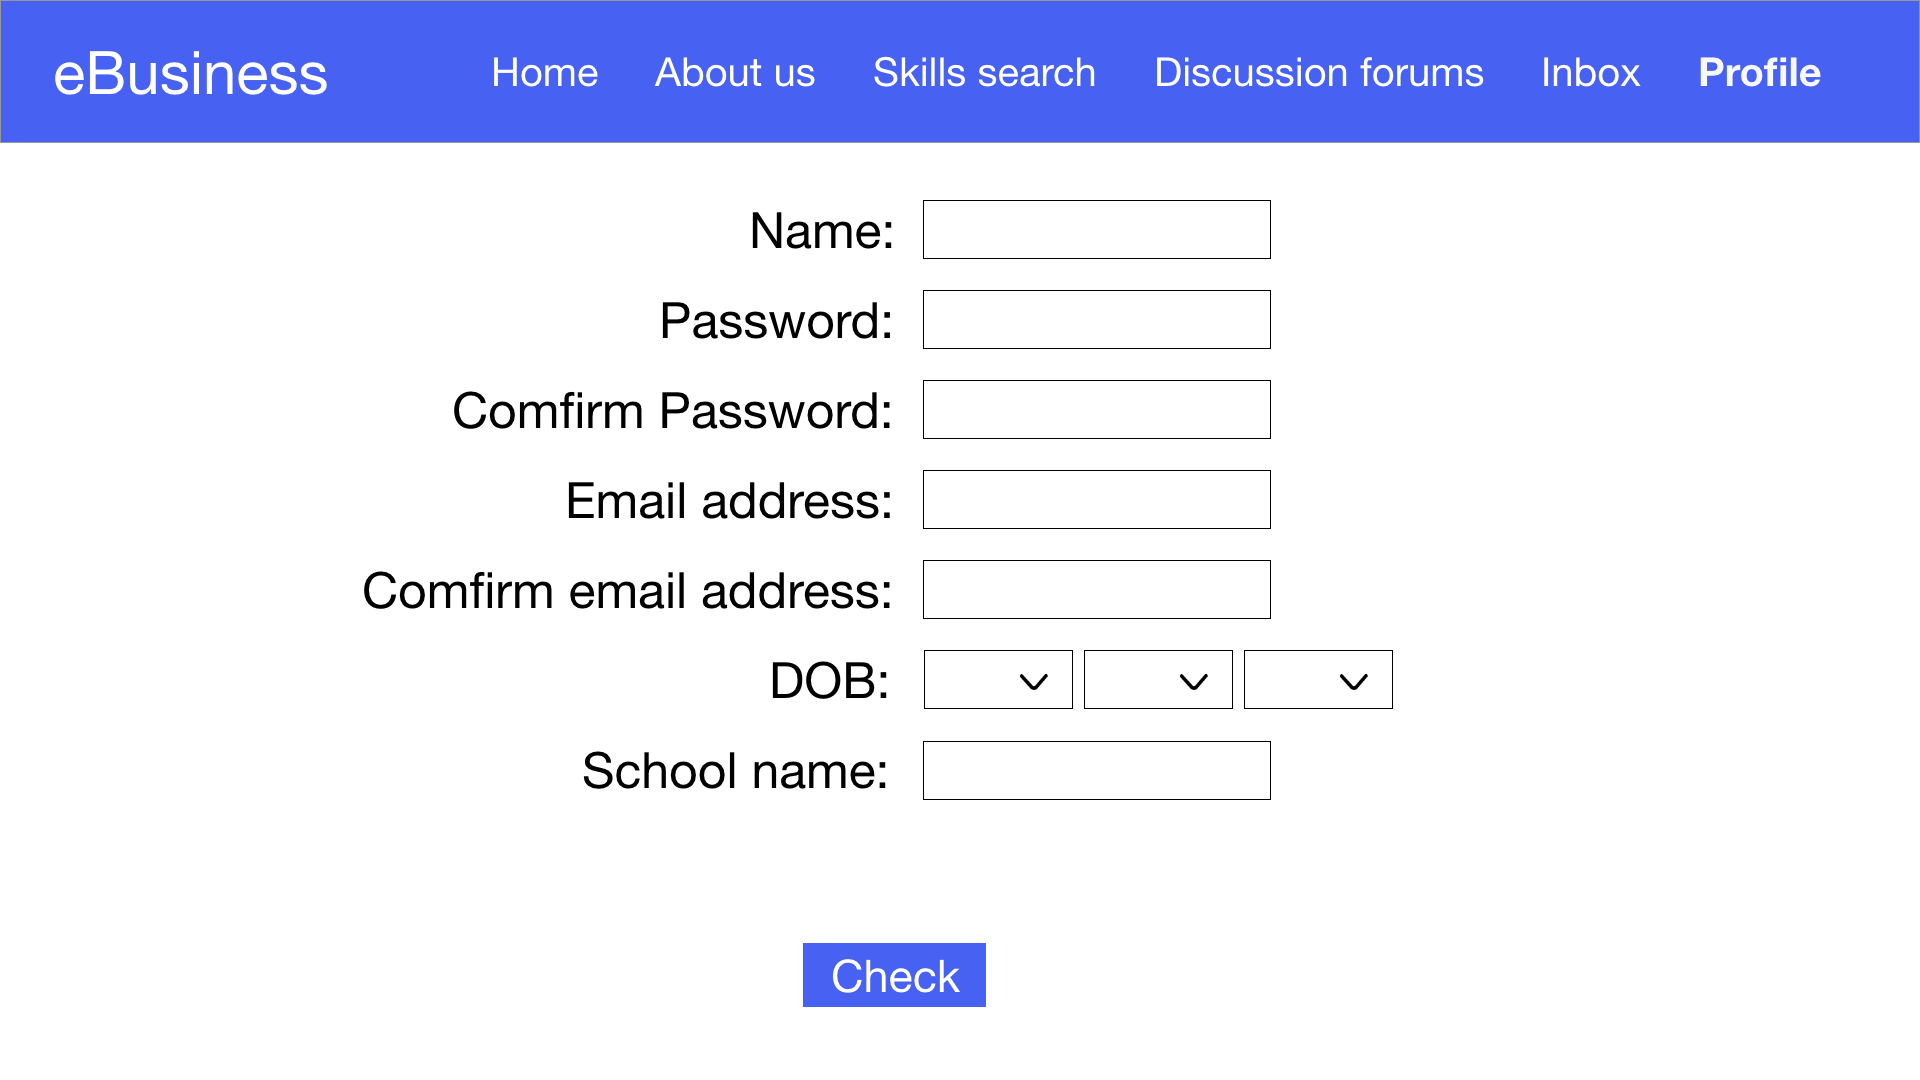 eBusiness Home About us Skills search Discussion forums Inbox Profile
Name:
Password:
Comfirm Password:
Email address:
Comfirm email address:
DOB:
School name:
Check